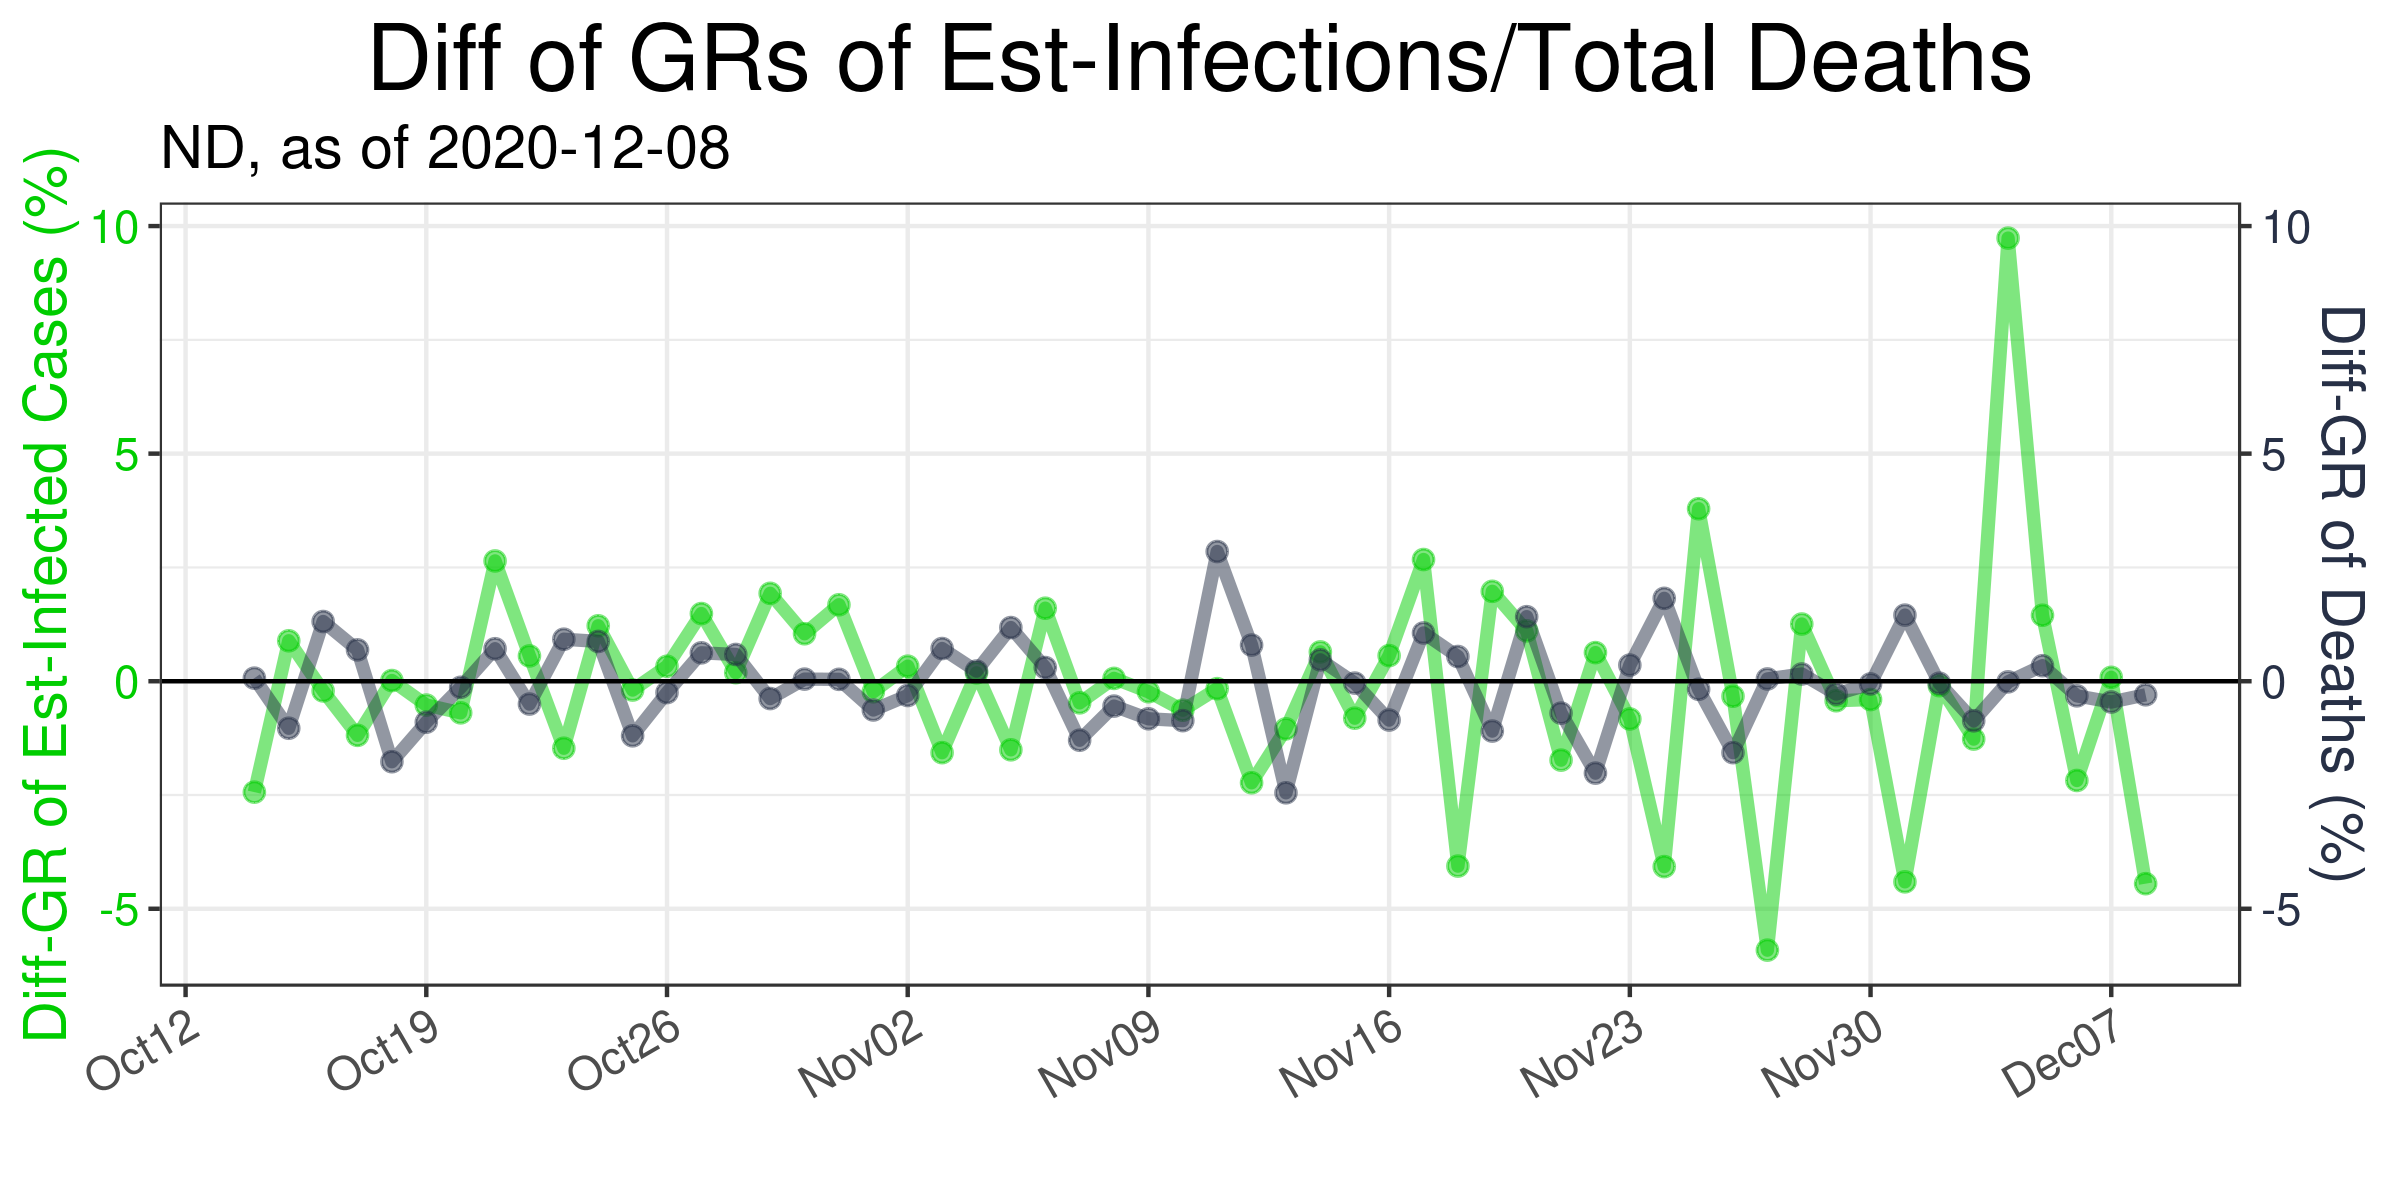 Diff of GRs of Est-Infections/Total Deaths
ND, as of 2020-12-08
Diff-GR of Est-Infected Cases (%)
10
5
0
-5
10
5
0
-5
Diff-GR of Deaths (%)
Oct12
Oct19
Oct26
Nov02
Nov09
Nov16
Nov23
Nov30
Dec07